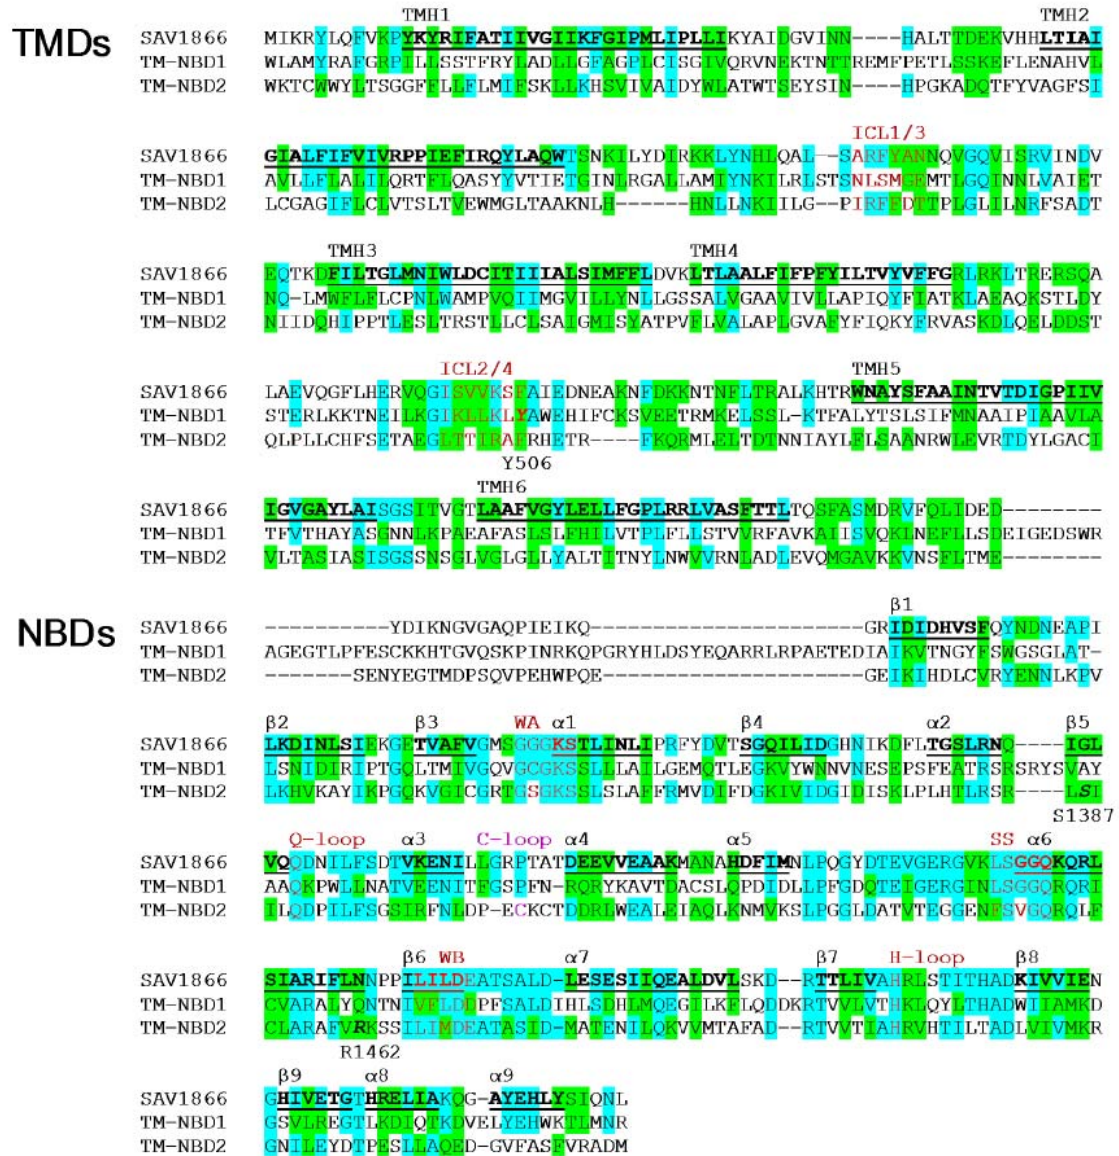 TMH1 TMH2
TMDs
SAV1866 MIKRYLQFVKPYKYRIFATIIVGIIKFGIPMLIPLLIKYAIDGVINN----HALTTDEKVHHLTIAI
TM-NBD1 WLAMYRAFGRPILLSSTFRYLADLLGFAGPLCISGIVQRVNEKTNTTREMFPETLSSKEFLENAHVL
TM-NBD2 WKTCWWYLTSGGFFLLFLMIFSKLLKHSVIVAIDYWLATWTSEYSIN----HPGKADQTFYVAGFSI
ICL1/3
SAV1866 GIALFIFVIVRPPIEFIRQYLAQWTSNKILYDIRKKLYNHLQAL--SARFYANNQVGQVISRVINDV
TM-NBD1 AVLLFLALILQRTFLQASYYVTIETGINLRGALLAMIYNKILRLSTSNLSMGEMTLGQINNLVAIET
TM-NBD2 LCGAGIFLCLVTSLTVEWMGLTAAKNLH------HNLLNKIILG--PIRFFDTTPLGLILNRFSADT
TMH3 TMH4
SAV1866 EQTKDFILTGLMNIWLDCITIIIALSIMFFLDVKLTLAALFIFPFYILTVYVFFGRLRKLTRERSQA
TM-NBD1 NQ-LMWFLFLCPNLWAMPVQIIMGVILLYNLLGSSALVGAAVIVLLAPIQYFIATKLAEAQKSTLDY
TM-NBD2 NIIDQHIPPTLESLTRSTLLCLSAIGMISYATPVFLVALAPLGVAFYFIQKYFRVASKDLQELDDST
ICL2/4 TMH5
SAV1866 LAEVQGFLHERVQGISVVKSFAIEDNEAKNFDKKNTNFLTRALKHTRWNAYSFAAINTVTDIGPIIV
TM-NBD1 STERLKKTNEILKGIKLLKLYAWEHIFCKSVEETRMKELSSL-KTFALYTSLSIFMNAAIPIAAVLA
TM-NBD2 QLPLLCHFSETAEGLTTIRAFRHETR----FKQRMLELTDTNNIAYLFLSAANRWLEVRTDYLGACI
Y506
TMH6
SAV1866 IGVGAYLAISGSITVGTLAAFVGYLELLFGPLRRLVASFTTLTQSFASMDRVFQLIDED--------
TM-NBD1 TFVTHAYASGNNLKPAEAFASLSLFHILVTPLFLLSTVVRFAVKAIISVQKLNEFLLSDEIGEDSWR
TM-NBD2 VLTASIASISGSSNSGLVGLGLLYALTITNYLNWVVRNLADLEVQMGAVKKVNSFLTME--------
β1
NBDs
SAV1866 ----------YDIKNGVGAQPIEIKQ----------------------GRIDIDHVSFQYNDNEAPI
TM-NBD1 AGEGTLPFESCKKHTGVQSKPINRKQPGRYHLDSYEQARRLRPAETEDIAIKVTNGYFSWGSGLAT-
TM-NBD2 -------SENYEGTMDPSQVPEHWPQE---------------------GEIKIHDLCVRYENNLKPV
β2 β3 WA α1 β4 α2 β5
SAV1866 LKDINLSIEKGETVAFVGMSGGGKSTLINLIPRFYDVTSGQILIDGHNIKDFLTGSLRNQ----IGL
TM-NBD1 LSNIDIRIPTGQLTMIVGQVGCGKSSLLLAILGEMQTLEGKVYWNNVNESEPSFEATRSRSRYSVAY
TM-NBD2 LKHVKAYIKPGQKVGICGRTGSGKSSLSLAFFRMVDIFDGKIVIDGIDISKLPLHTLRSR----LSI
S1387
Q-loop α3 C-loop α4 α5 SS α6
SAV1866 VQQDNILFSDTVKENILLGRPTATDEEVVEAAKMANAHDFIMNLPQGYDTEVGERGVKLSGGQKQRL
TM-NBD1 AAQKPWLLNATVEENITFGSPFN-RQRYKAVTDACSLQPDIDLLPFGDQTEIGERGINLSGGQRQRI
TM-NBD2 ILQDPILFSGSIRFNLDP-ECKCTDDRLWEALEIAQLKNMVKSLPGGLDATVTEGGENFSVGQRQLF
β6 WB α7 β7 H-loop β8
SAV1866 SIARIFLNNPPILILDEATSALD-LESESIIQEALDVLSKD--RTTLIVAHRLSTITHADKIVVIEN
TM-NBD1 CVARALYQNTNIVFLDDPFSALDIHLSDHLMQEGILKFLQDDKRTVVLVTHKLQYLTHADWIIAMKD
TM-NBD2 CLARAFVRKSSILIMDEATASID-MATENILQKVVMTAFAD--RTVVTIAHRVHTILTADLVIVMKR
R1462
β9 α8 α9
SAV1866 GHIVETGTHRELIAKQG-AYEHLYSIQNL
TM-NBD1 GSVLREGTLKDIQTKDVELYEHWKTLMNR
TM-NBD2 GNILEYDTPESLLAQED-GVFASFVRADM